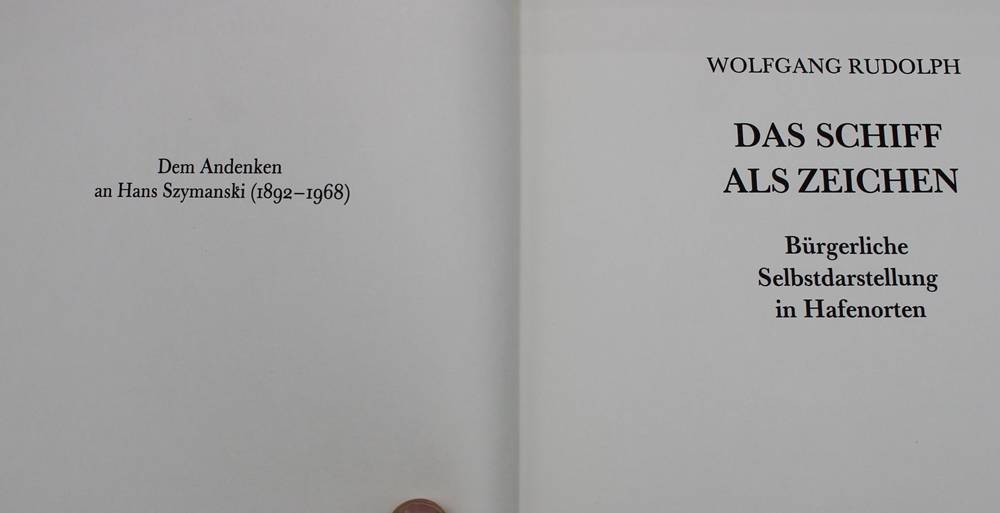 Dem Andenken
an Hans Szymanski (1892–1968)
WOLFGANG RUDOLPH
DAS SCHIFF
ALS ZEICHEN
Bürgerliche
Selbstdarstellung
in Hafenorten